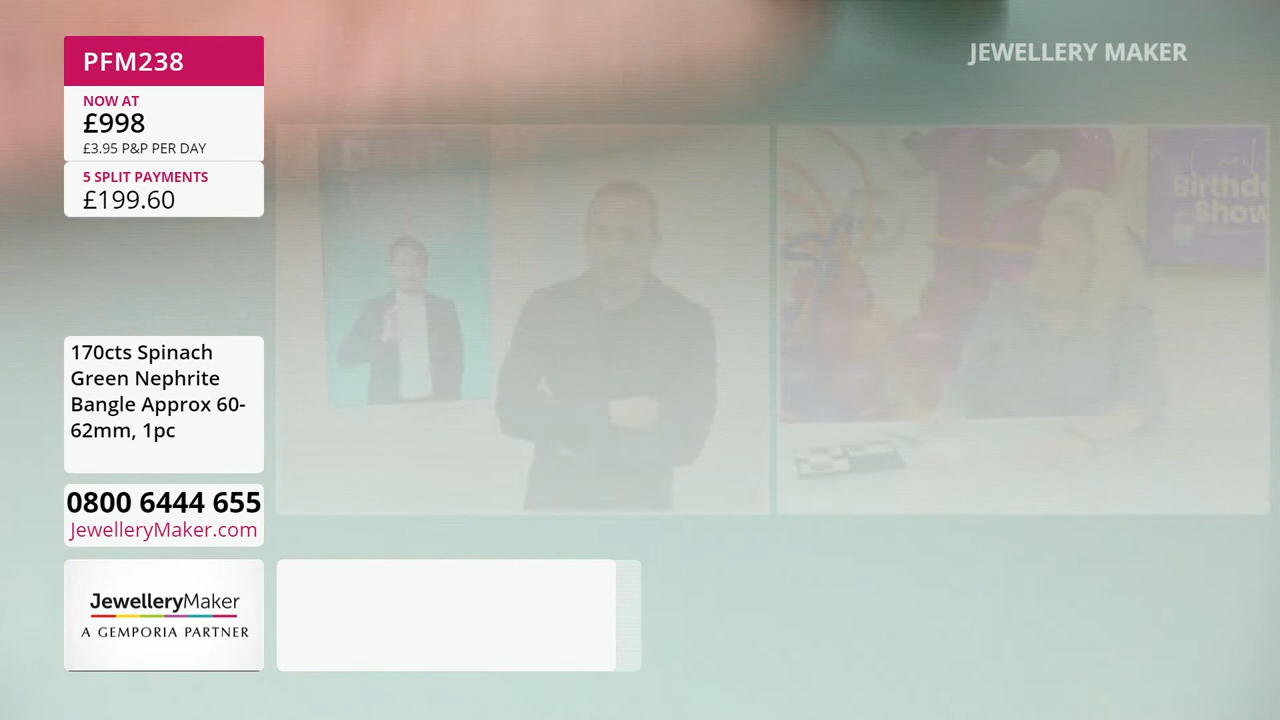 PFM238
NOW AT
£998
£3.95 P&P PER DAY
5 SPLIT PAYMENTS
£199.60
JEWELLERY MAKER
Birthd
Show
170cts Spinach
Green Nephrite
Bangle Approx 60-
62mm, 1pc
0800 6444 655
JewelleryMaker.com
JewelleryMaker
A GEMPORIA PARTNER